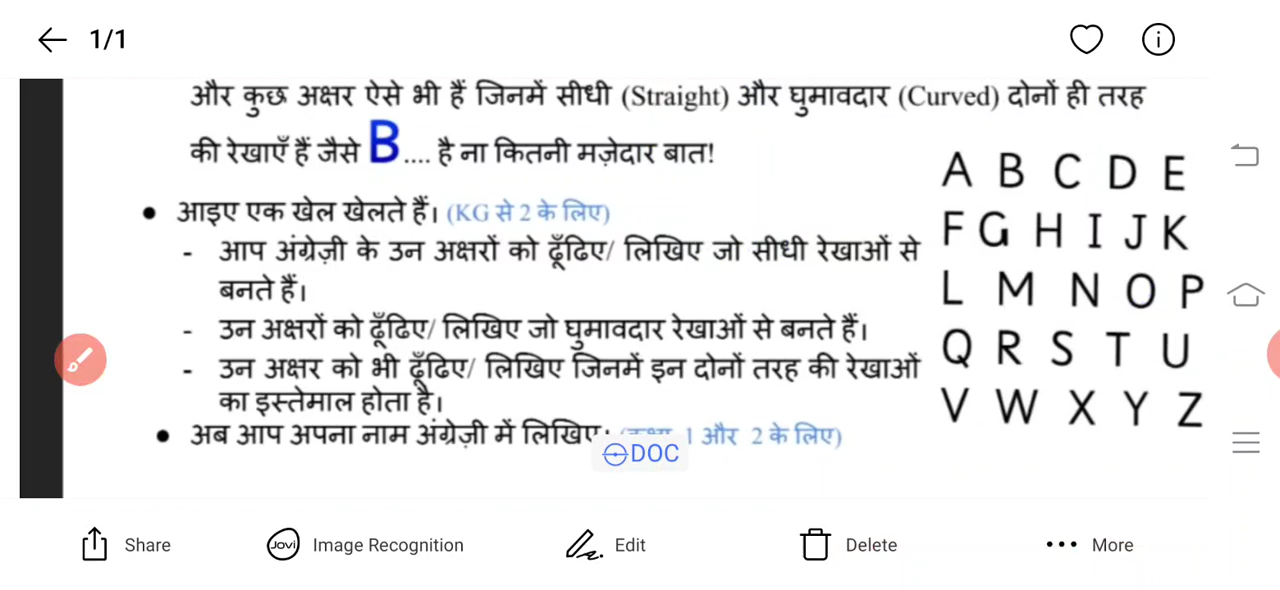 1/1
और कुछ अक्षर ऐसे भी हैं जिनमें सीधी (Straight) और घुमावदार (Curved) दोनों ही तरह
की रेखाएँ हैं जैसे B.... है ना कितनी मज़ेदार बात!
● आइए एक खेल खेलते हैं। (KG से 2 के लिए)
- आप अंग्रेज़ी के उन अक्षरों को ढूँढिए/ लिखिए जो सीधी रेखाओं से
बनते हैं।
- उन अक्षरों को ढूँढिए/ लिखिए जो घुमावदार रेखाओं से बनते हैं।
- उन अक्षर को भी ढूँढिए/ लिखिए जिनमें इन दोनों तरह की रेखाओं
का इस्तेमाल होता है।
● अब आप अपना नाम अंग्रेज़ी में लिखिए। 1 और 2 के लिए)
A B C D E
F G H I J K
L M N O P
Q R S T U
V W X Y Z
DOC
Share
Jovi Image Recognition
Edit
Delete
More